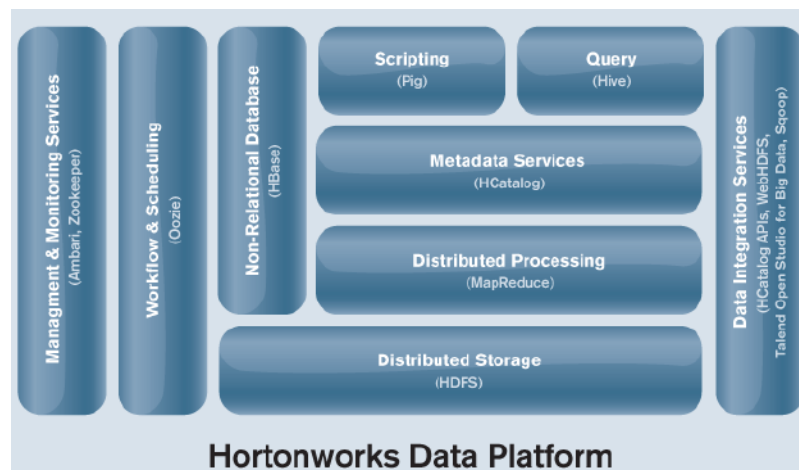 Managment & Monitoring Services
(Ambari, Zookeeper)
Workflow & Scheduling
(Oozie)
Non-Relational Database
(HBase)
Scripting
(Pig)
Query
(Hive)
Metadata Services
(HCatalog)
Distributed Processing
(MapReduce)
Distributed Storage
(HDFS)
Data Integration Services
(HCatalog APIs, WebHDFS,
Talend Open Studio for Big Data, Sqoop)
Hortonworks Data Platform